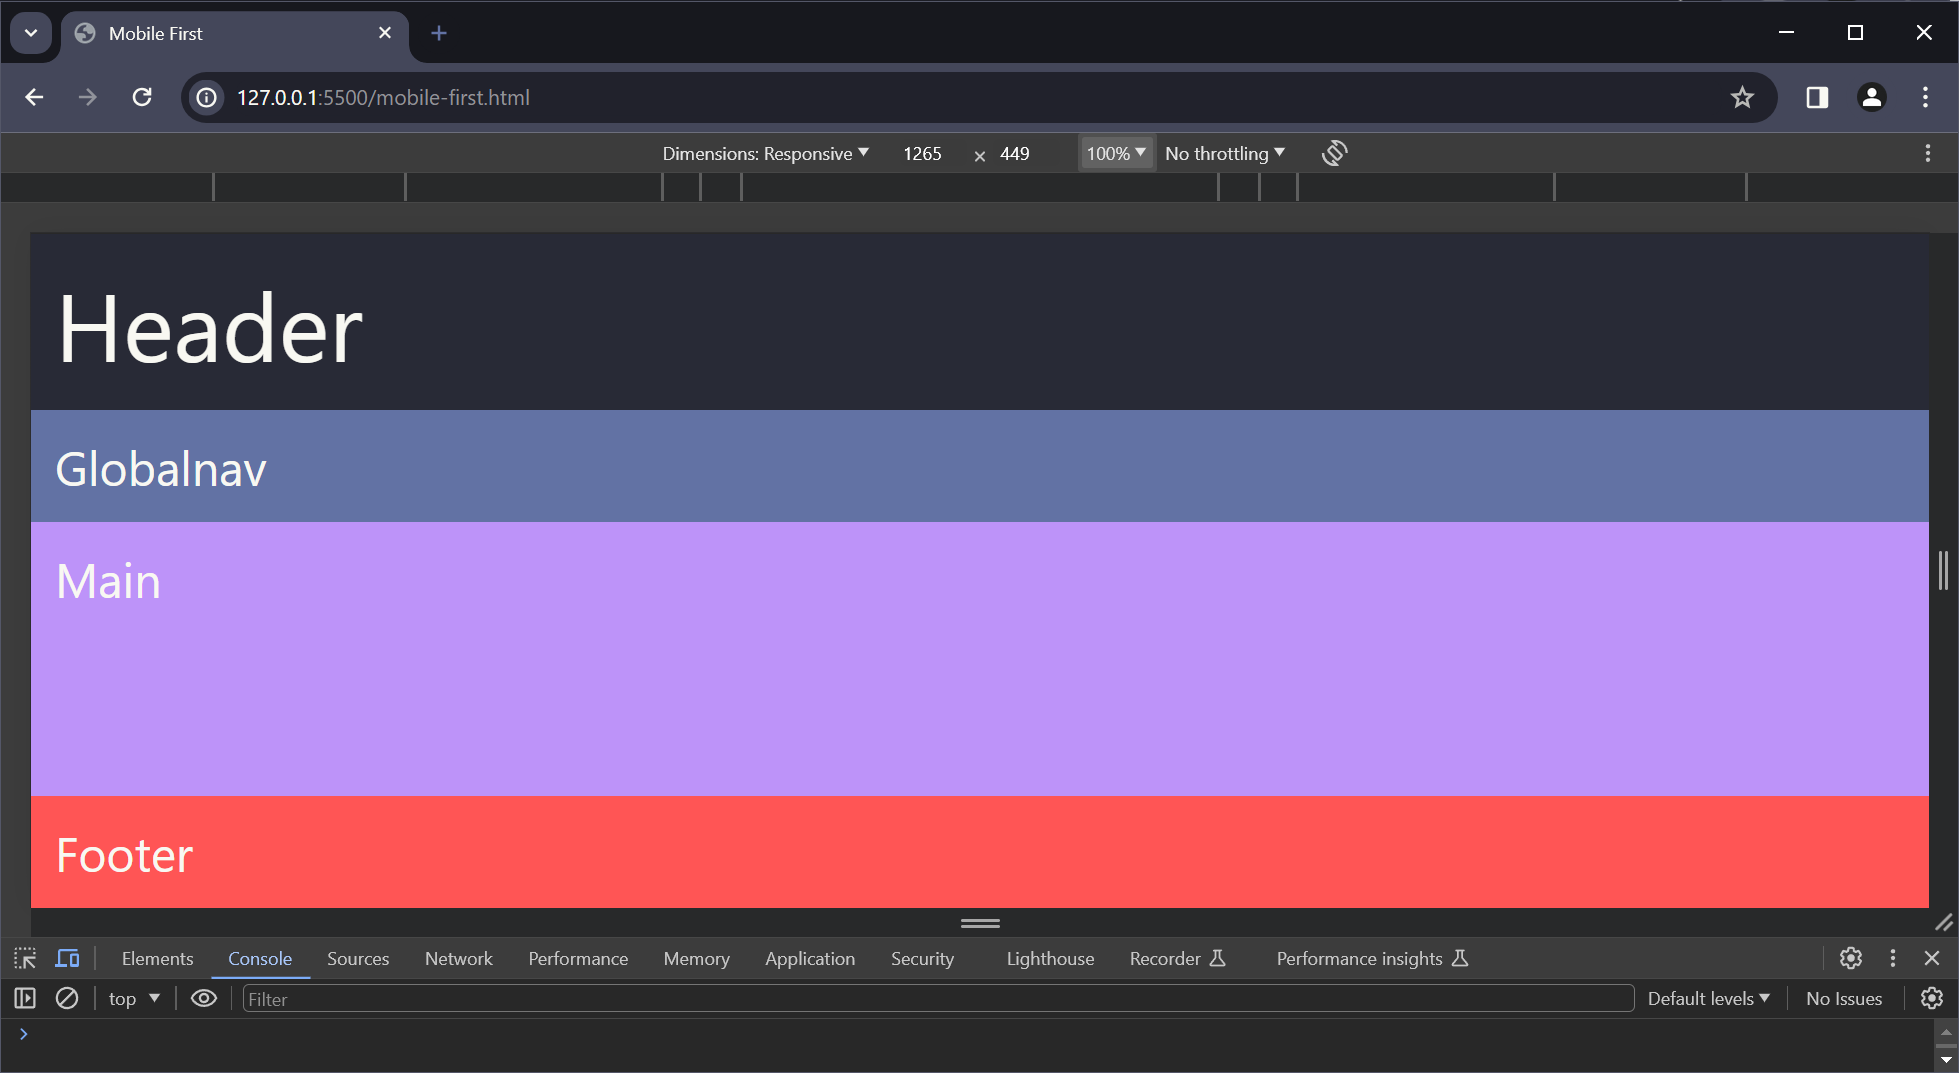 Mobile First
127.0.0.1:5500/mobile-first.html
Dimensions: Responsive 1265 × 449 100% No throttling
Header
Globalnav
Main
Footer
Elements Console Sources Network Performance Memory Application Security Lighthouse Recorder Performance insights
top Filter Default levels No Issues